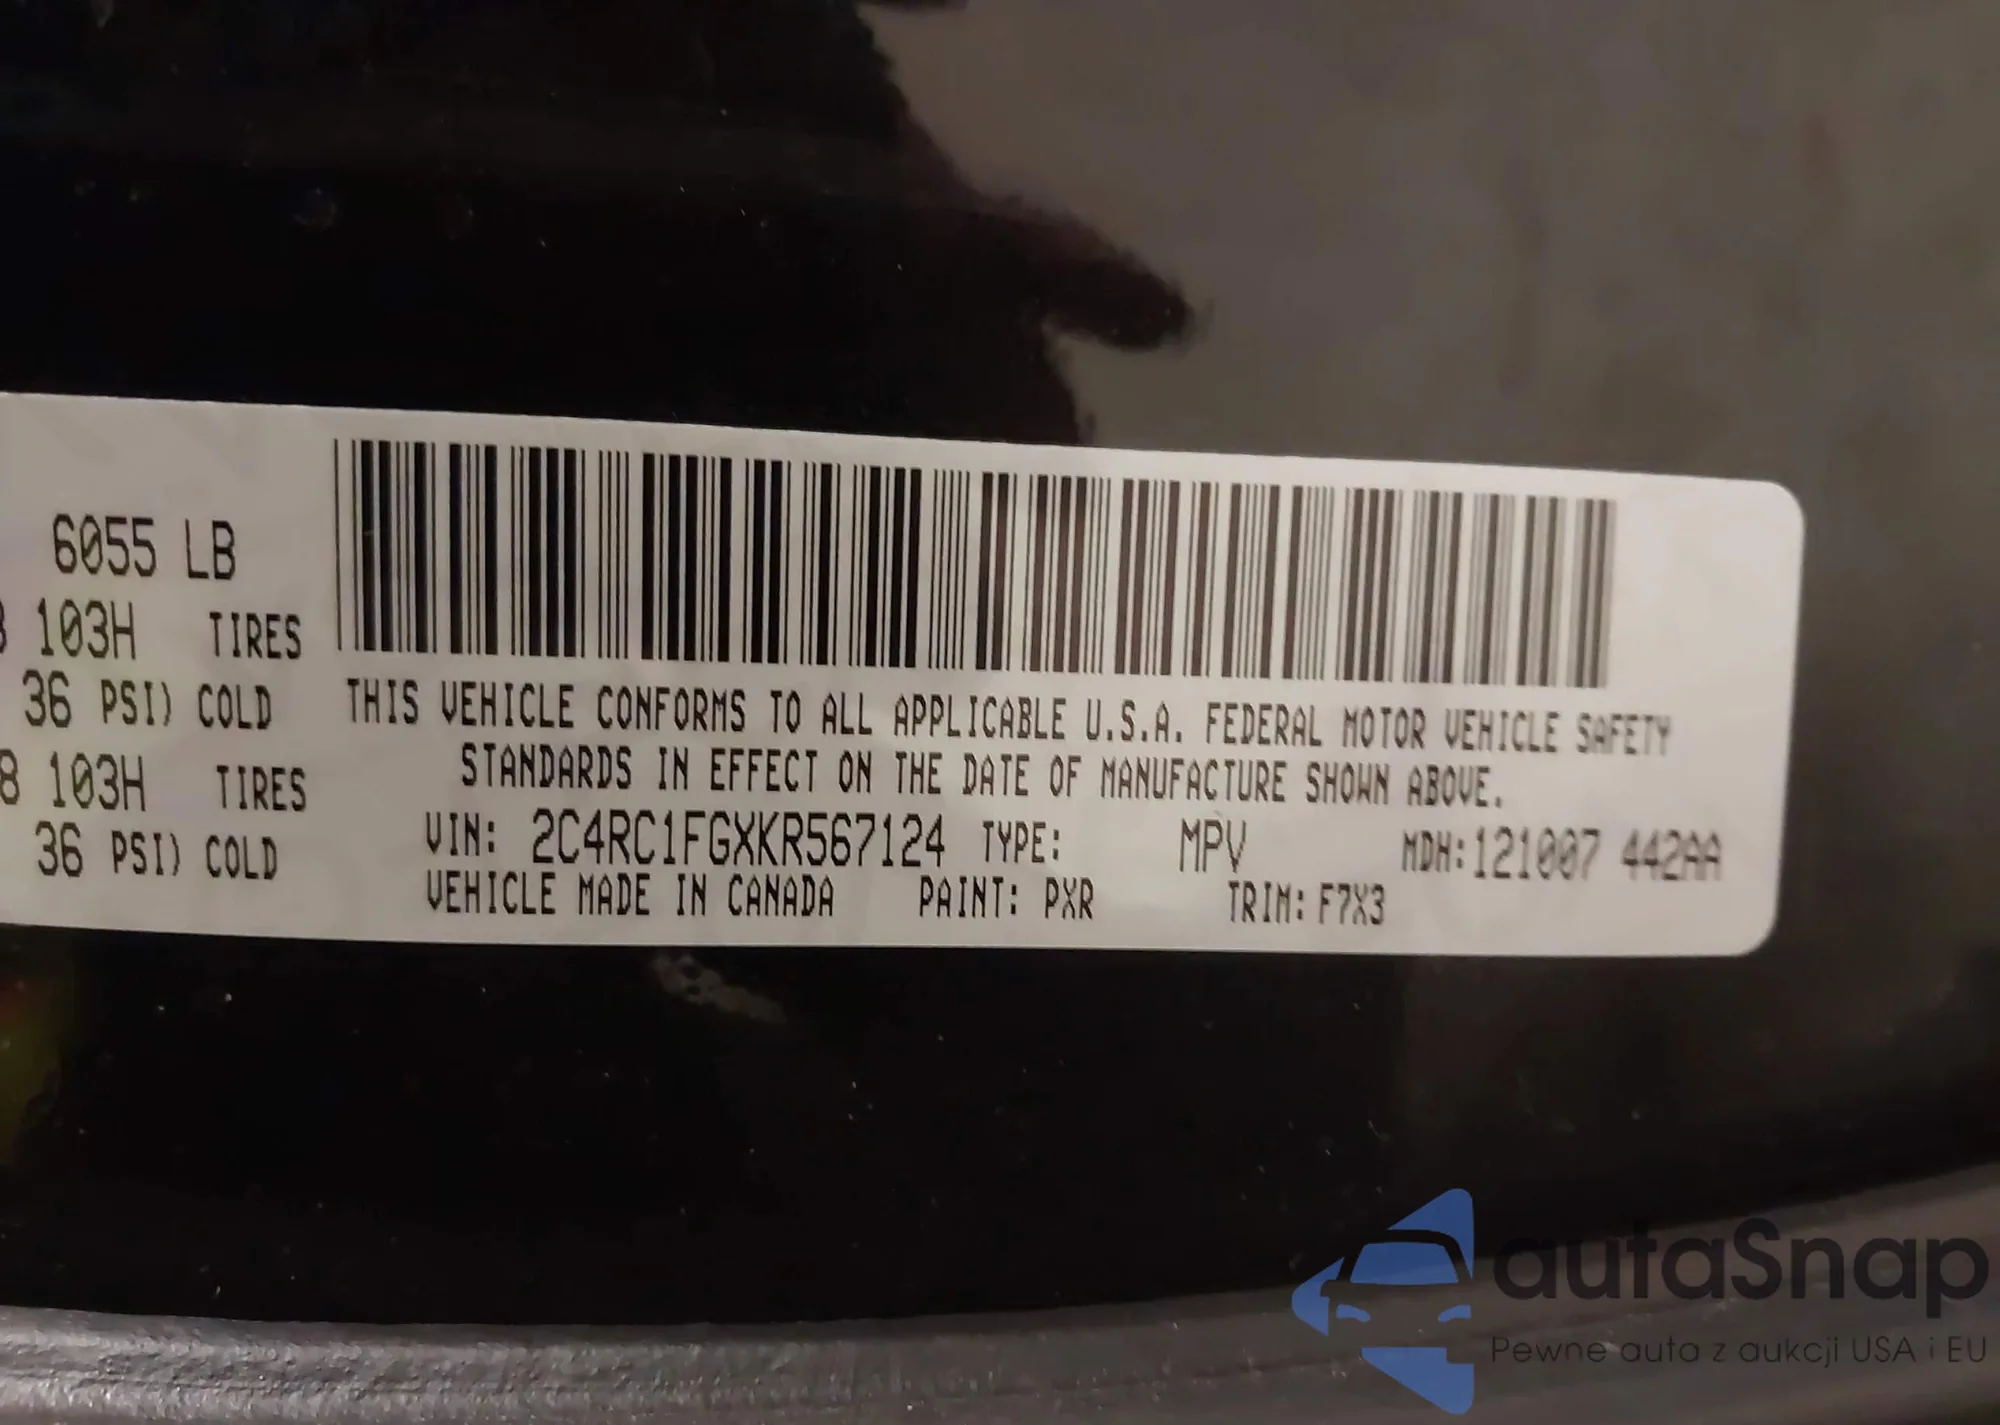 6055 LB
103H TIRES
36 PSI) COLD
8 103H TIRES
36 PSI) COLD
THIS VEHICLE CONFORMS TO ALL APPLICABLE U.S.A. FEDERAL MOTOR VEHICLE SAFETY
STANDARDS IN EFFECT ON THE DATE OF MANUFACTURE SHOWN ABOVE.
VIN: 2C4RC1FGXKR567124 TYPE: MPV MDH:121007 442AA
VEHICLE MADE IN CANADA PAINT: PXR TRIM: F7X3
autaSnap
Pewne auta z aukcji USA i EU